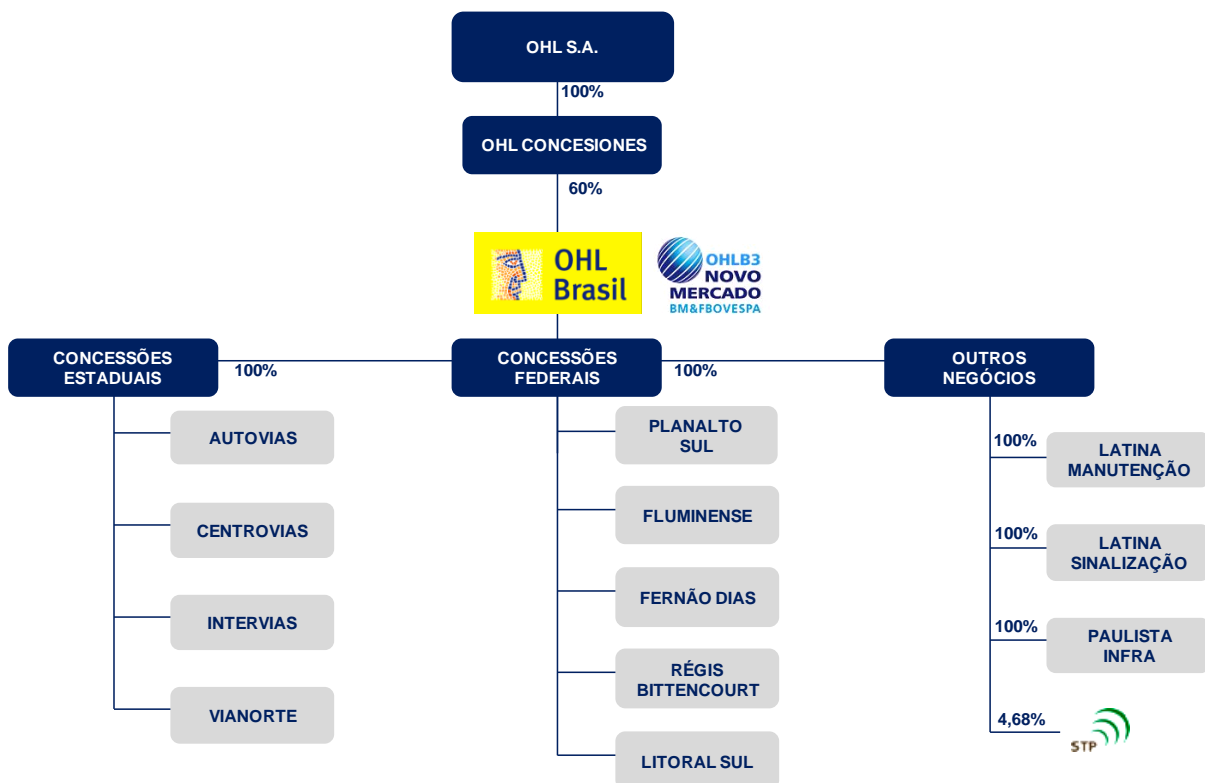 OHL S.A.
100%
OHL CONCESIONES
60%
OHL
Brasil
OHLB3
NOVO
MERCADO
BM&FBOVESPA
CONCESSÕES
ESTADUAIS
100%
CONCESSÕES
FEDERAIS
100%
OUTROS
NEGÓCIOS
AUTOVIAS
CENTROVIAS
INTERVIAS
VIANORTE
PLANALTO
SUL
FLUMINENSE
FERNÃO DIAS
RÉGIS
BITTENCOURT
LITORAL SUL
100%
LATINA
MANUTENÇÃO
100%
LATINA
SINALIZAÇÃO
100%
PAULISTA
INFRA
4,68%
STP